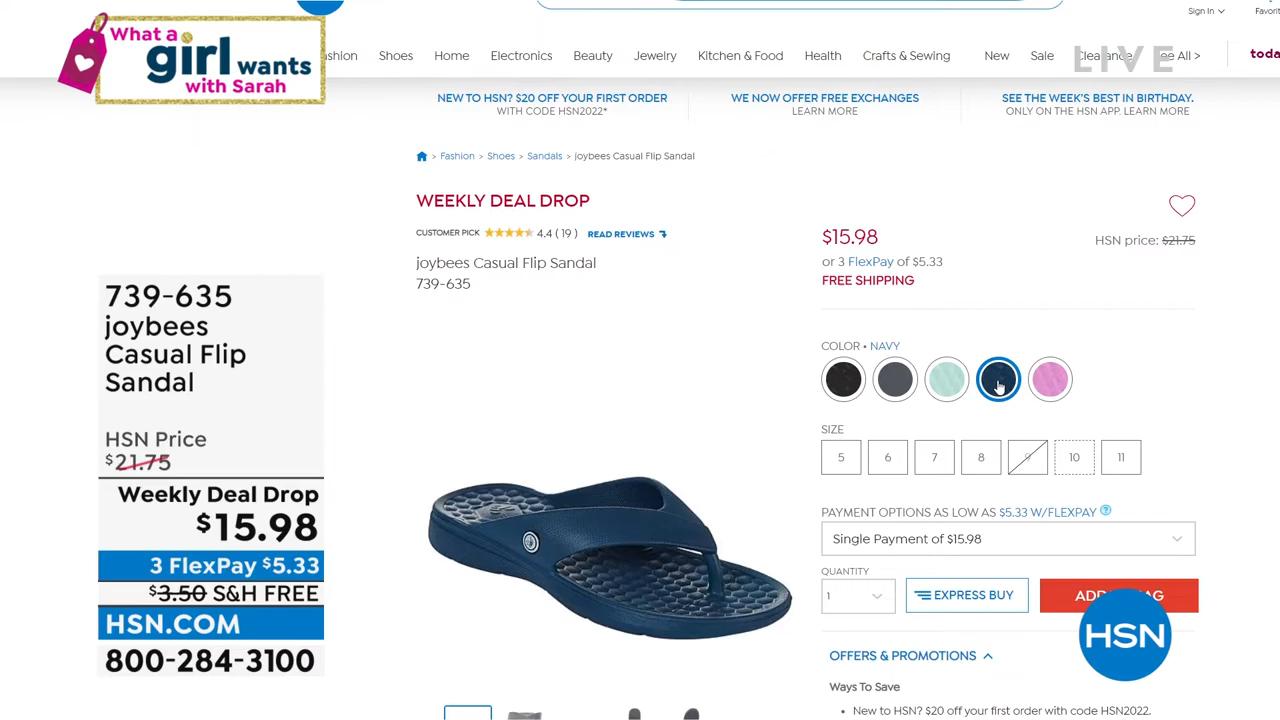 What a
girl wants
with Sarah
Sign In
Shoes
Home
Electronics
Beauty
Jewelry
Kitchen & Food
Health
Crafts & Sewing
New
Sale
All >
LIVE
NEW TO HSN? $20 OFF YOUR FIRST ORDER
WITH CODE HSN2022*
WE NOW OFFER FREE EXCHANGES
LEARN MORE
SEE THE WEEK'S BEST IN BIRTHDAY.
ONLY ON THE HSN APP. LEARN MORE
> Fashion > Shoes > Sandals > joybees Casual Flip Sandal
WEEKLY DEAL DROP
CUSTOMER PICK 4.4 ( 19 ) READ REVIEWS
joybees Casual Flip Sandal
739-635
$15.98
HSN price: $21.75
or 3 FlexPay of $5.33
FREE SHIPPING
COLOR • NAVY
SIZE
5 6 7 8 9 10 11
PAYMENT OPTIONS AS LOW AS $5.33 W/FLEXPAY ?
Single Payment of $15.98
QUANTITY
1
EXPRESS BUY
HSN
OFFERS & PROMOTIONS
Ways To Save
• New to HSN? $20 off your first order with code HSN2022.
739-635
joybees
Casual Flip
Sandal
HSN Price
$21.75
Weekly Deal Drop
$15.98
3 FlexPay $5.33
$3.50 S&H FREE
HSN.COM
800-284-3100